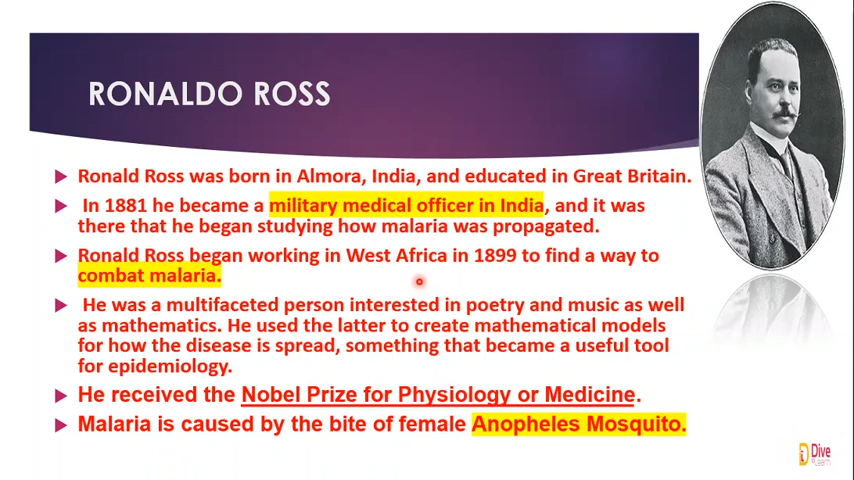 RONALDO ROSS
Ronald Ross was born in Almora, India, and educated in Great Britain.
In 1881 he became a military medical officer in India, and it was
there that he began studying how malaria was propagated.
Ronald Ross began working in West Africa in 1899 to find a way to
combat malaria.
He was a multifaceted person interested in poetry and music as well
as mathematics. He used the latter to create mathematical models
for how the disease is spread, something that became a useful tool
for epidemiology.
He received the Nobel Prize for Physiology or Medicine.
Malaria is caused by the bite of female Anopheles Mosquito.
Dive
Learn